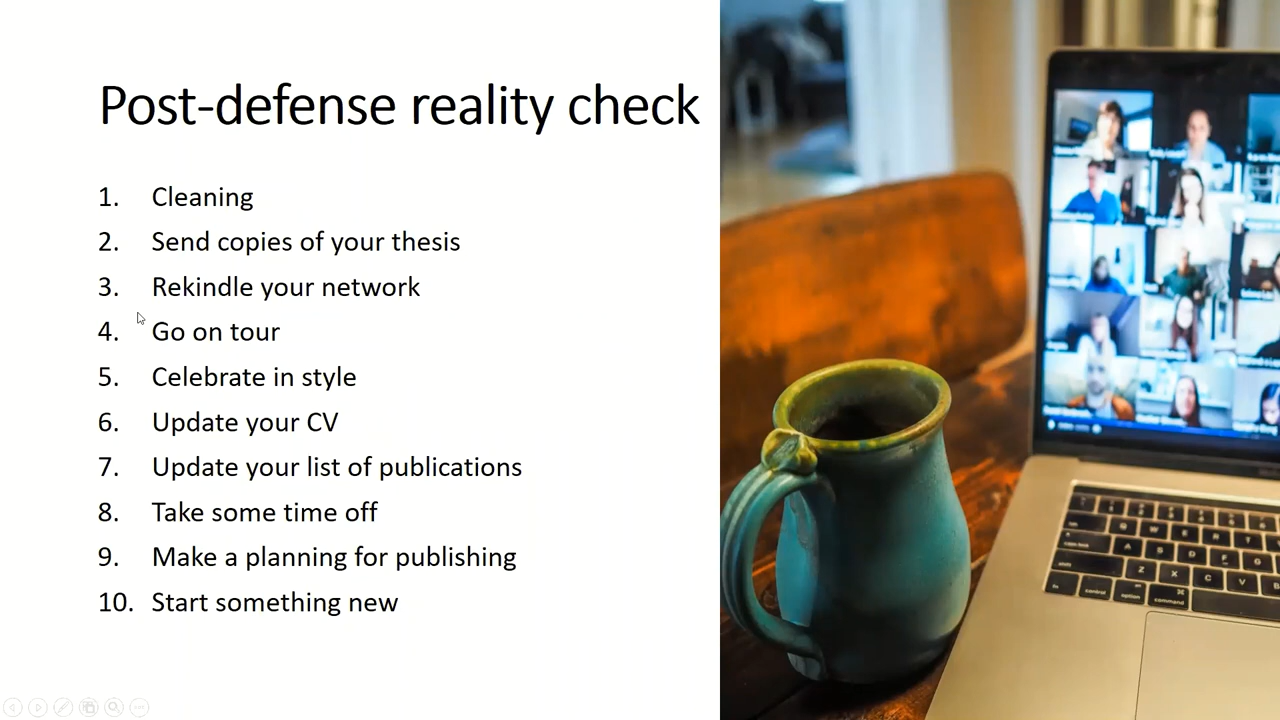 Post-defense reality check
1. Cleaning
2. Send copies of your thesis
3. Rekindle your network
4. Go on tour
5. Celebrate in style
6. Update your CV
7. Update your list of publications
8. Take some time off
9. Make a planning for publishing
10. Start something new